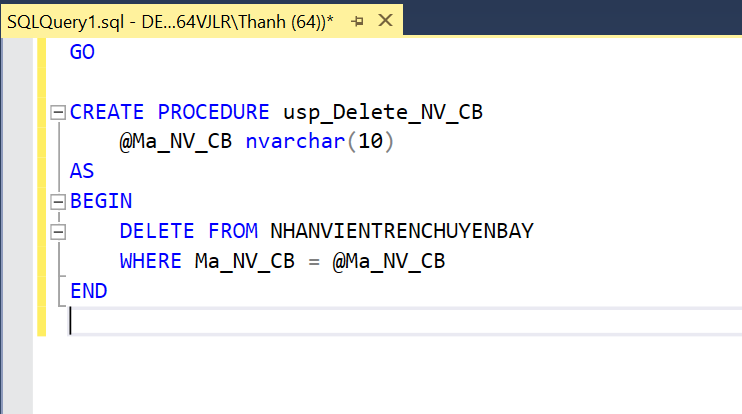 SQLQuery1.sql - DE...64VJLR\Thanh (64))*
GO
CREATE PROCEDURE usp_Delete_NV_CB
@Ma_NV_CB nvarchar(10)
AS
BEGIN
DELETE FROM NHANVIENTRENCHUYENBAY
WHERE Ma_NV_CB = @Ma_NV_CB
END